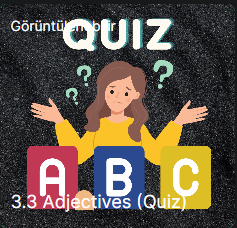 Görüntülenebilir
QUIZ
? ? ?
A B C
3.3 Adjectives (Quiz)